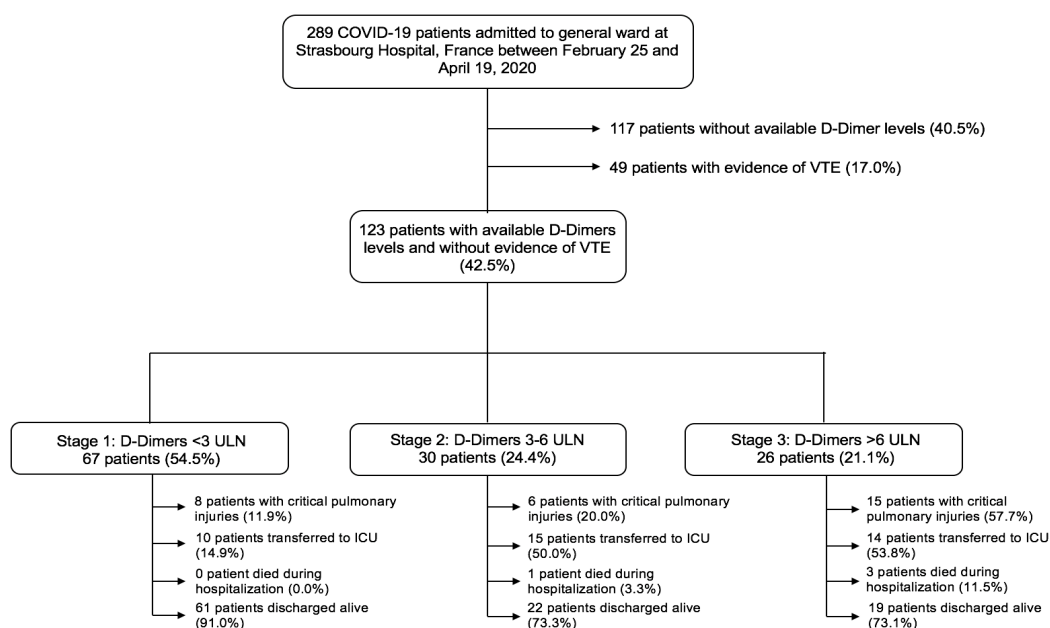 289 COVID-19 patients admitted to general ward at
Strasbourg Hospital, France between February 25 and
April 19, 2020
117 patients without available D-Dimer levels (40.5%)
49 patients with evidence of VTE (17.0%)
123 patients with available D-Dimers
levels and without evidence of VTE
(42.5%)
Stage 1: D-Dimers <3 ULN
67 patients (54.5%)
8 patients with critical pulmonary
injuries (11.9%)
10 patients transferred to ICU
(14.9%)
0 patient died during
hospitalization (0.0%)
61 patients discharged alive
(91.0%)
Stage 2: D-Dimers 3-6 ULN
30 patients (24.4%)
6 patients with critical pulmonary
injuries (20.0%)
15 patients transferred to ICU
(50.0%)
1 patient died during
hospitalization (3.3%)
22 patients discharged alive
(73.3%)
Stage 3: D-Dimers >6 ULN
26 patients (21.1%)
15 patients with critical
pulmonary injuries (57.7%)
14 patients transferred to ICU
(53.8%)
3 patients died during
hospitalization (11.5%)
19 patients discharged alive
(73.1%)